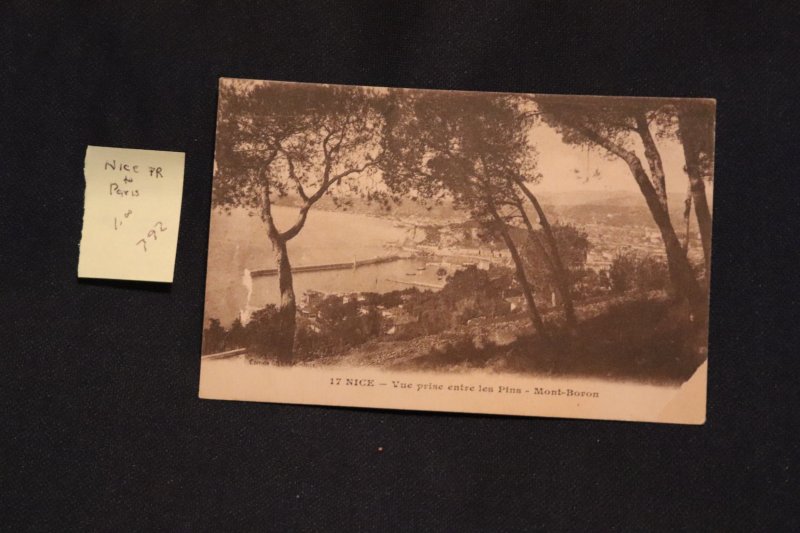 NICE FR
to
Paris
1.00
792
17 NICE — Vue prise entre les Pins - Mont-Boron